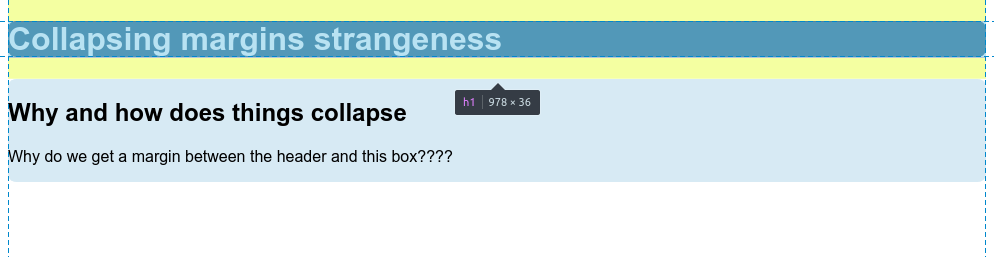 Collapsing margins strangeness
h1 978 × 36
Why and how does things collapse
Why do we get a margin between the header and this box????